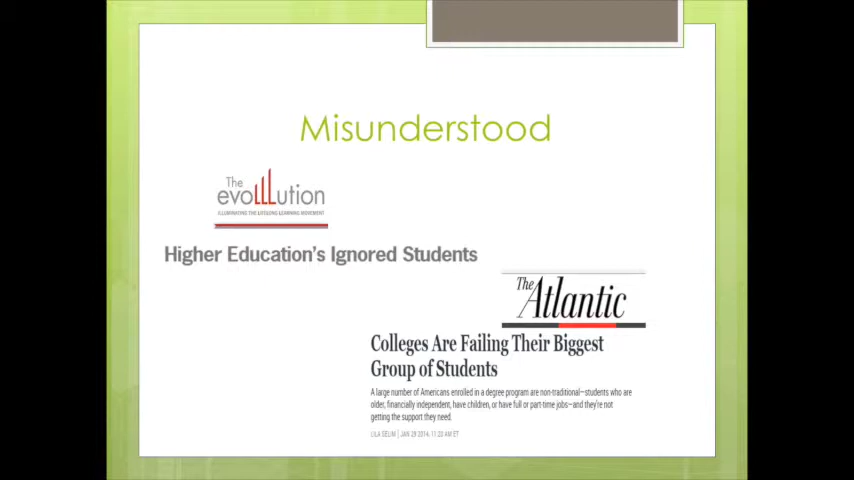 Misunderstood
The
evoLLLution
ILLUMINATING THE LIFELONG LEARNING MOVEMENT
Higher Education's Ignored Students
The Atlantic
Colleges Are Failing Their Biggest
Group of Students
A large number of Americans enrolled in a degree program are non-traditional—students who are
older, financially independent, have children, or have full or part-time jobs—and they're not
getting the support they need.
LILA SELIM | JAN 29 2014, 11:20 AM ET